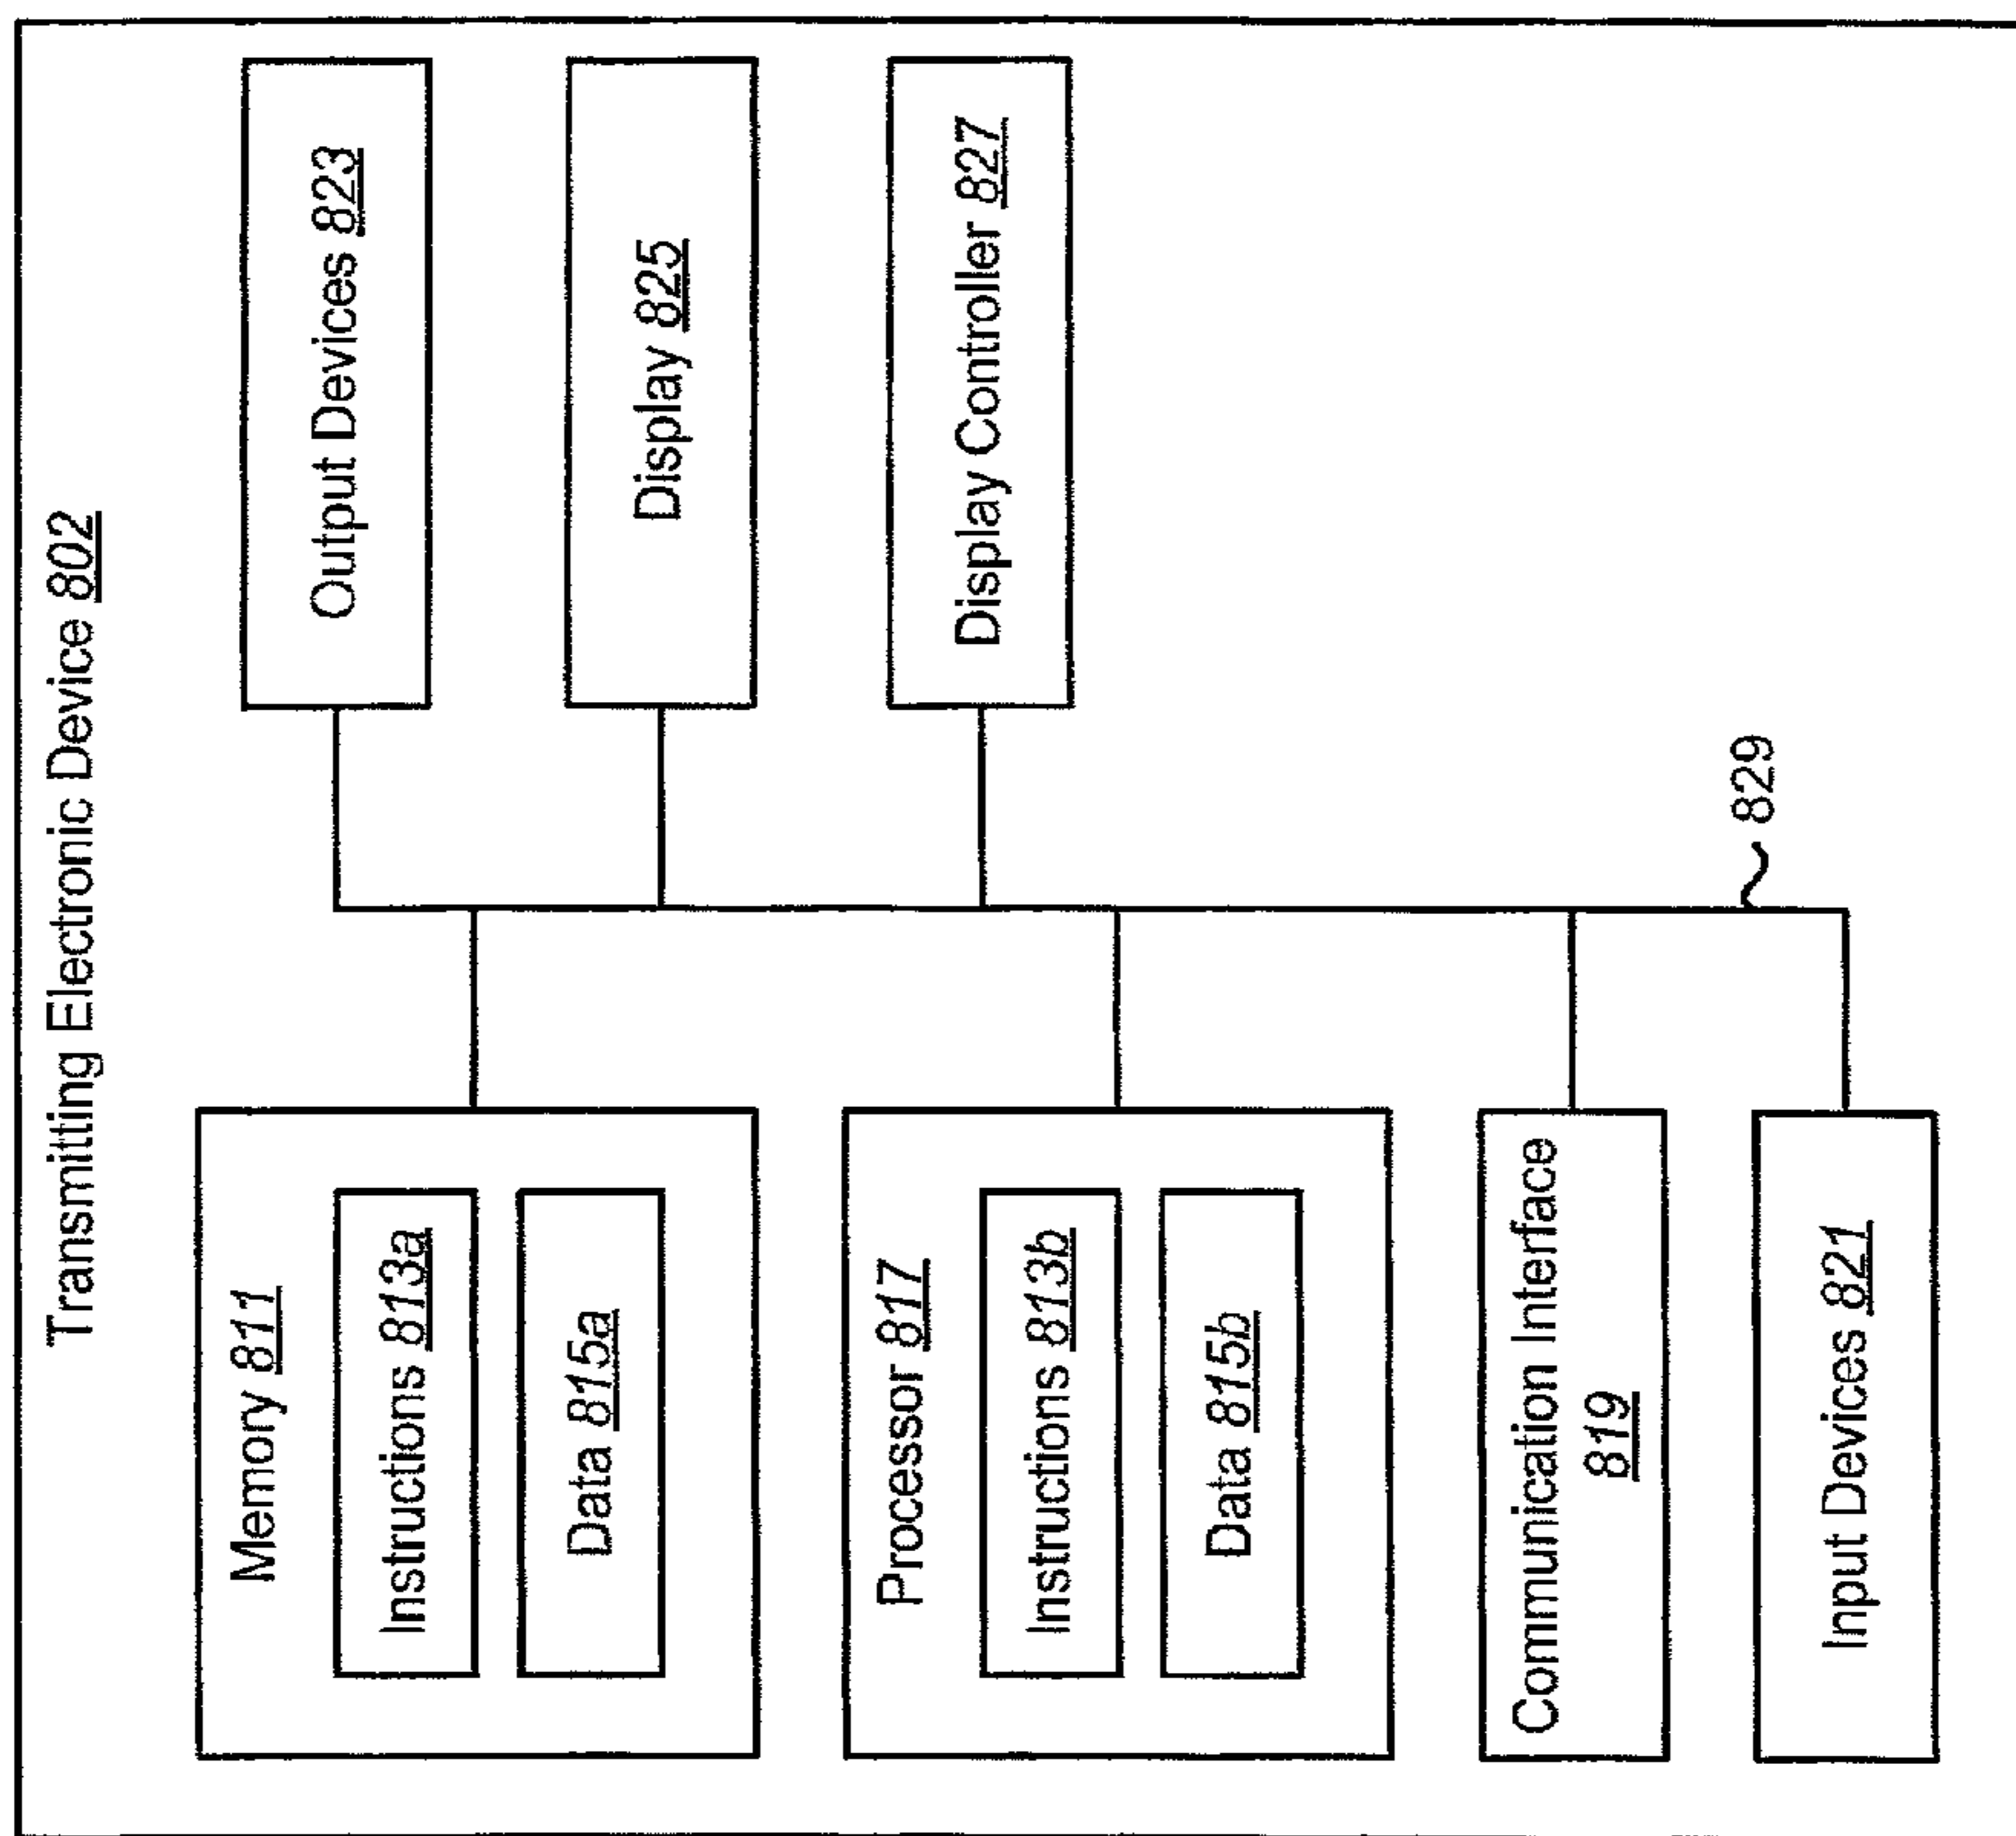 Transmitting Electronic Device 802
Memory 811
Instructions 813a
Data 815a
Processor 817
Instructions 813b
Data 815b
Communication Interface
819
Input Devices 821
Output Devices 823
Display 825
Display Controller 827
829